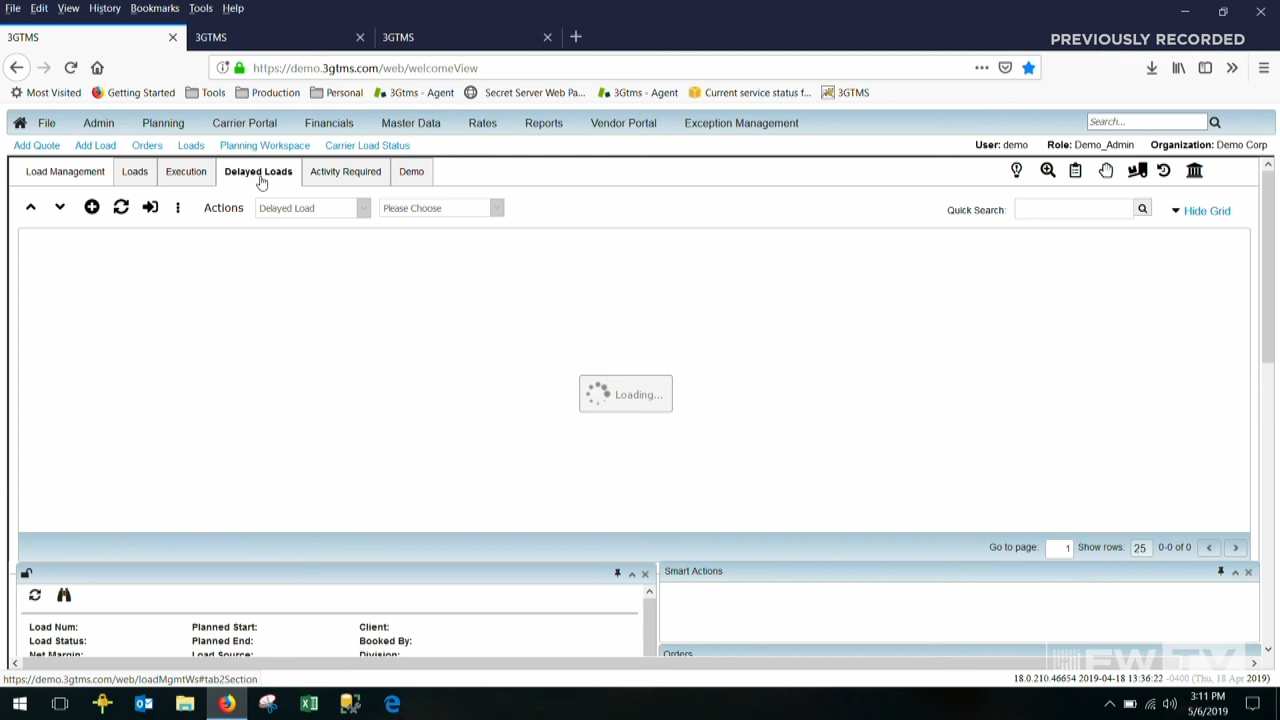 File Edit View History Bookmarks Tools Help
3GTMS 3GTMS 3GTMS
PREVIOUSLY RECORDED
https://demo.3gtms.com/web/welcomeView
Most Visited Getting Started Tools Production Personal 3Gtms - Agent Secret Server Web Pa... 3Gtms - Agent Current service status f... 3GTMS
File Admin Planning Carrier Portal Financials Master Data Rates Reports Vendor Portal Exception Management Search...
Add Quote Add Load Orders Loads Planning Workspace Carrier Load Status User: demo Role: Demo_Admin Organization: Demo Corp
Load Management Loads Execution Delayed Loads Activity Required Demo
Actions Delayed Load Please Choose Quick Search: Hide Grid
Loading...
Go to page: 1 Show rows: 25 0-0 of 0
Smart Actions
Load Num: Planned Start: Client:
Load Status: Planned End: Booked By:
Net Margin: Load Source: Division:
Orders
FWTV
https://demo.3gtms.com/web/loadMgmtWs#tab2Section
18.0.210.46654 2019-04-18 13:36:22 -0400 (Thu, 18 Apr 2019)
3:11 PM
5/6/2019